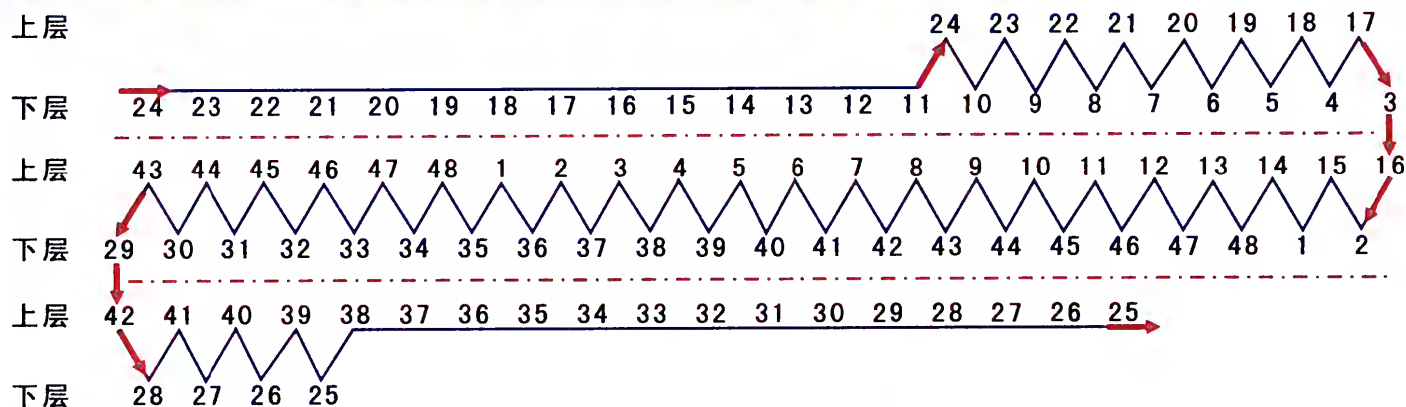 上层 24 23 22 21 20 19 18 17
下层 24 23 22 21 20 19 18 17 16 15 14 13 12 11 10 9 8 7 6 5 4 3
上层 43 44 45 46 47 48 1 2 3 4 5 6 7 8 9 10 11 12 13 14 15 16
下层 29 30 31 32 33 34 35 36 37 38 39 40 41 42 43 44 45 46 47 48 1 2
上层 42 41 40 39 38 37 36 35 34 33 32 31 30 29 28 27 26 25
下层 28 27 26 25